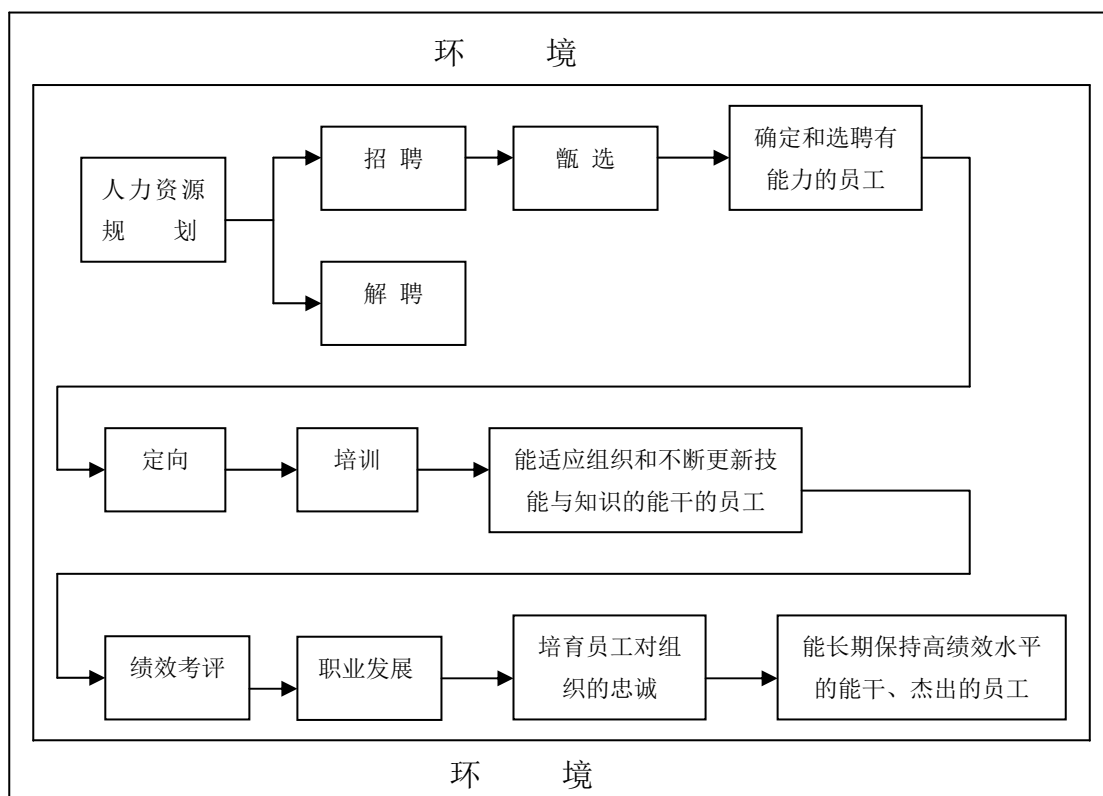 环 境
招 聘
甄 选
确定和选聘有
能力的员工
人力资源
规 划
解 聘
定向
培训
能适应组织和不断更新技
能与知识的能干的员工
绩效考评
职业发展
培育员工对组
织的忠诚
能长期保持高绩效水平
的能干、杰出的员工
环 境